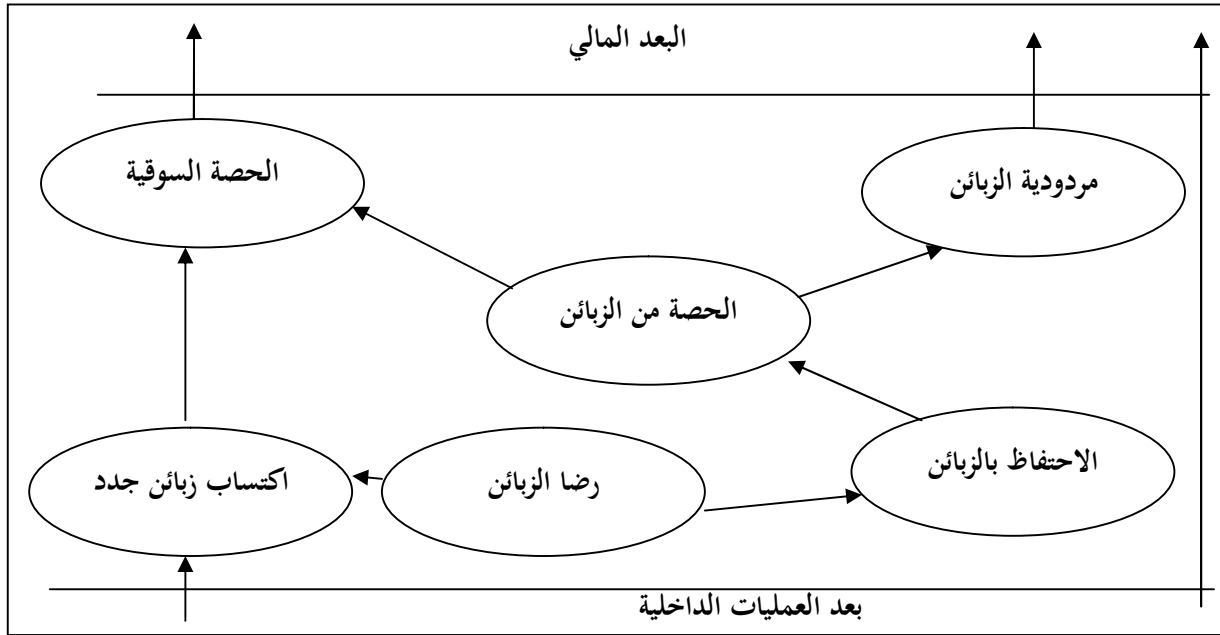 البعد المالي
مردودية الزبائن
الحصة السوقية
الحصة من الزبائن
الاحتفاظ بالزبائن
رضا الزبائن
اكتساب زبائن جدد
بعد العمليات الداخلية